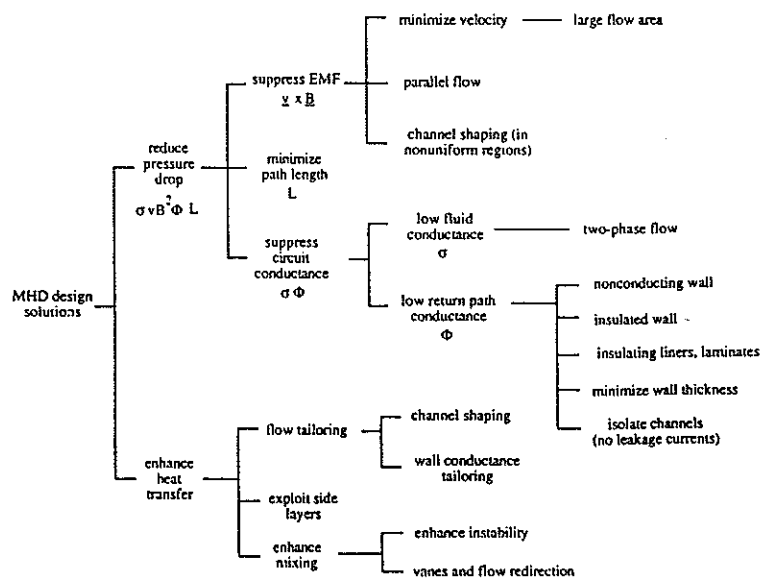 minimize velocity
large flow area
suppress EMF
v x B
parallel flow
channel shaping (in
nonuniform regions)
reduce
pressure
drop
σ vB²Φ L
minimize
path length
L
low fluid
conductance
σ
two-phase flow
suppress
circuit
conductance
σ Φ
MHD design
solutions
low return path
conductance
Φ
nonconducting wall
insulated wall
insulating liners, laminates
minimize wall thickness
isolate channels
(no leakage currents)
enhance
heat
transfer
flow tailoring
channel shaping
wall conductance
tailoring
exploit side
layers
enhance
mixing
enhance instability
vanes and flow redirection